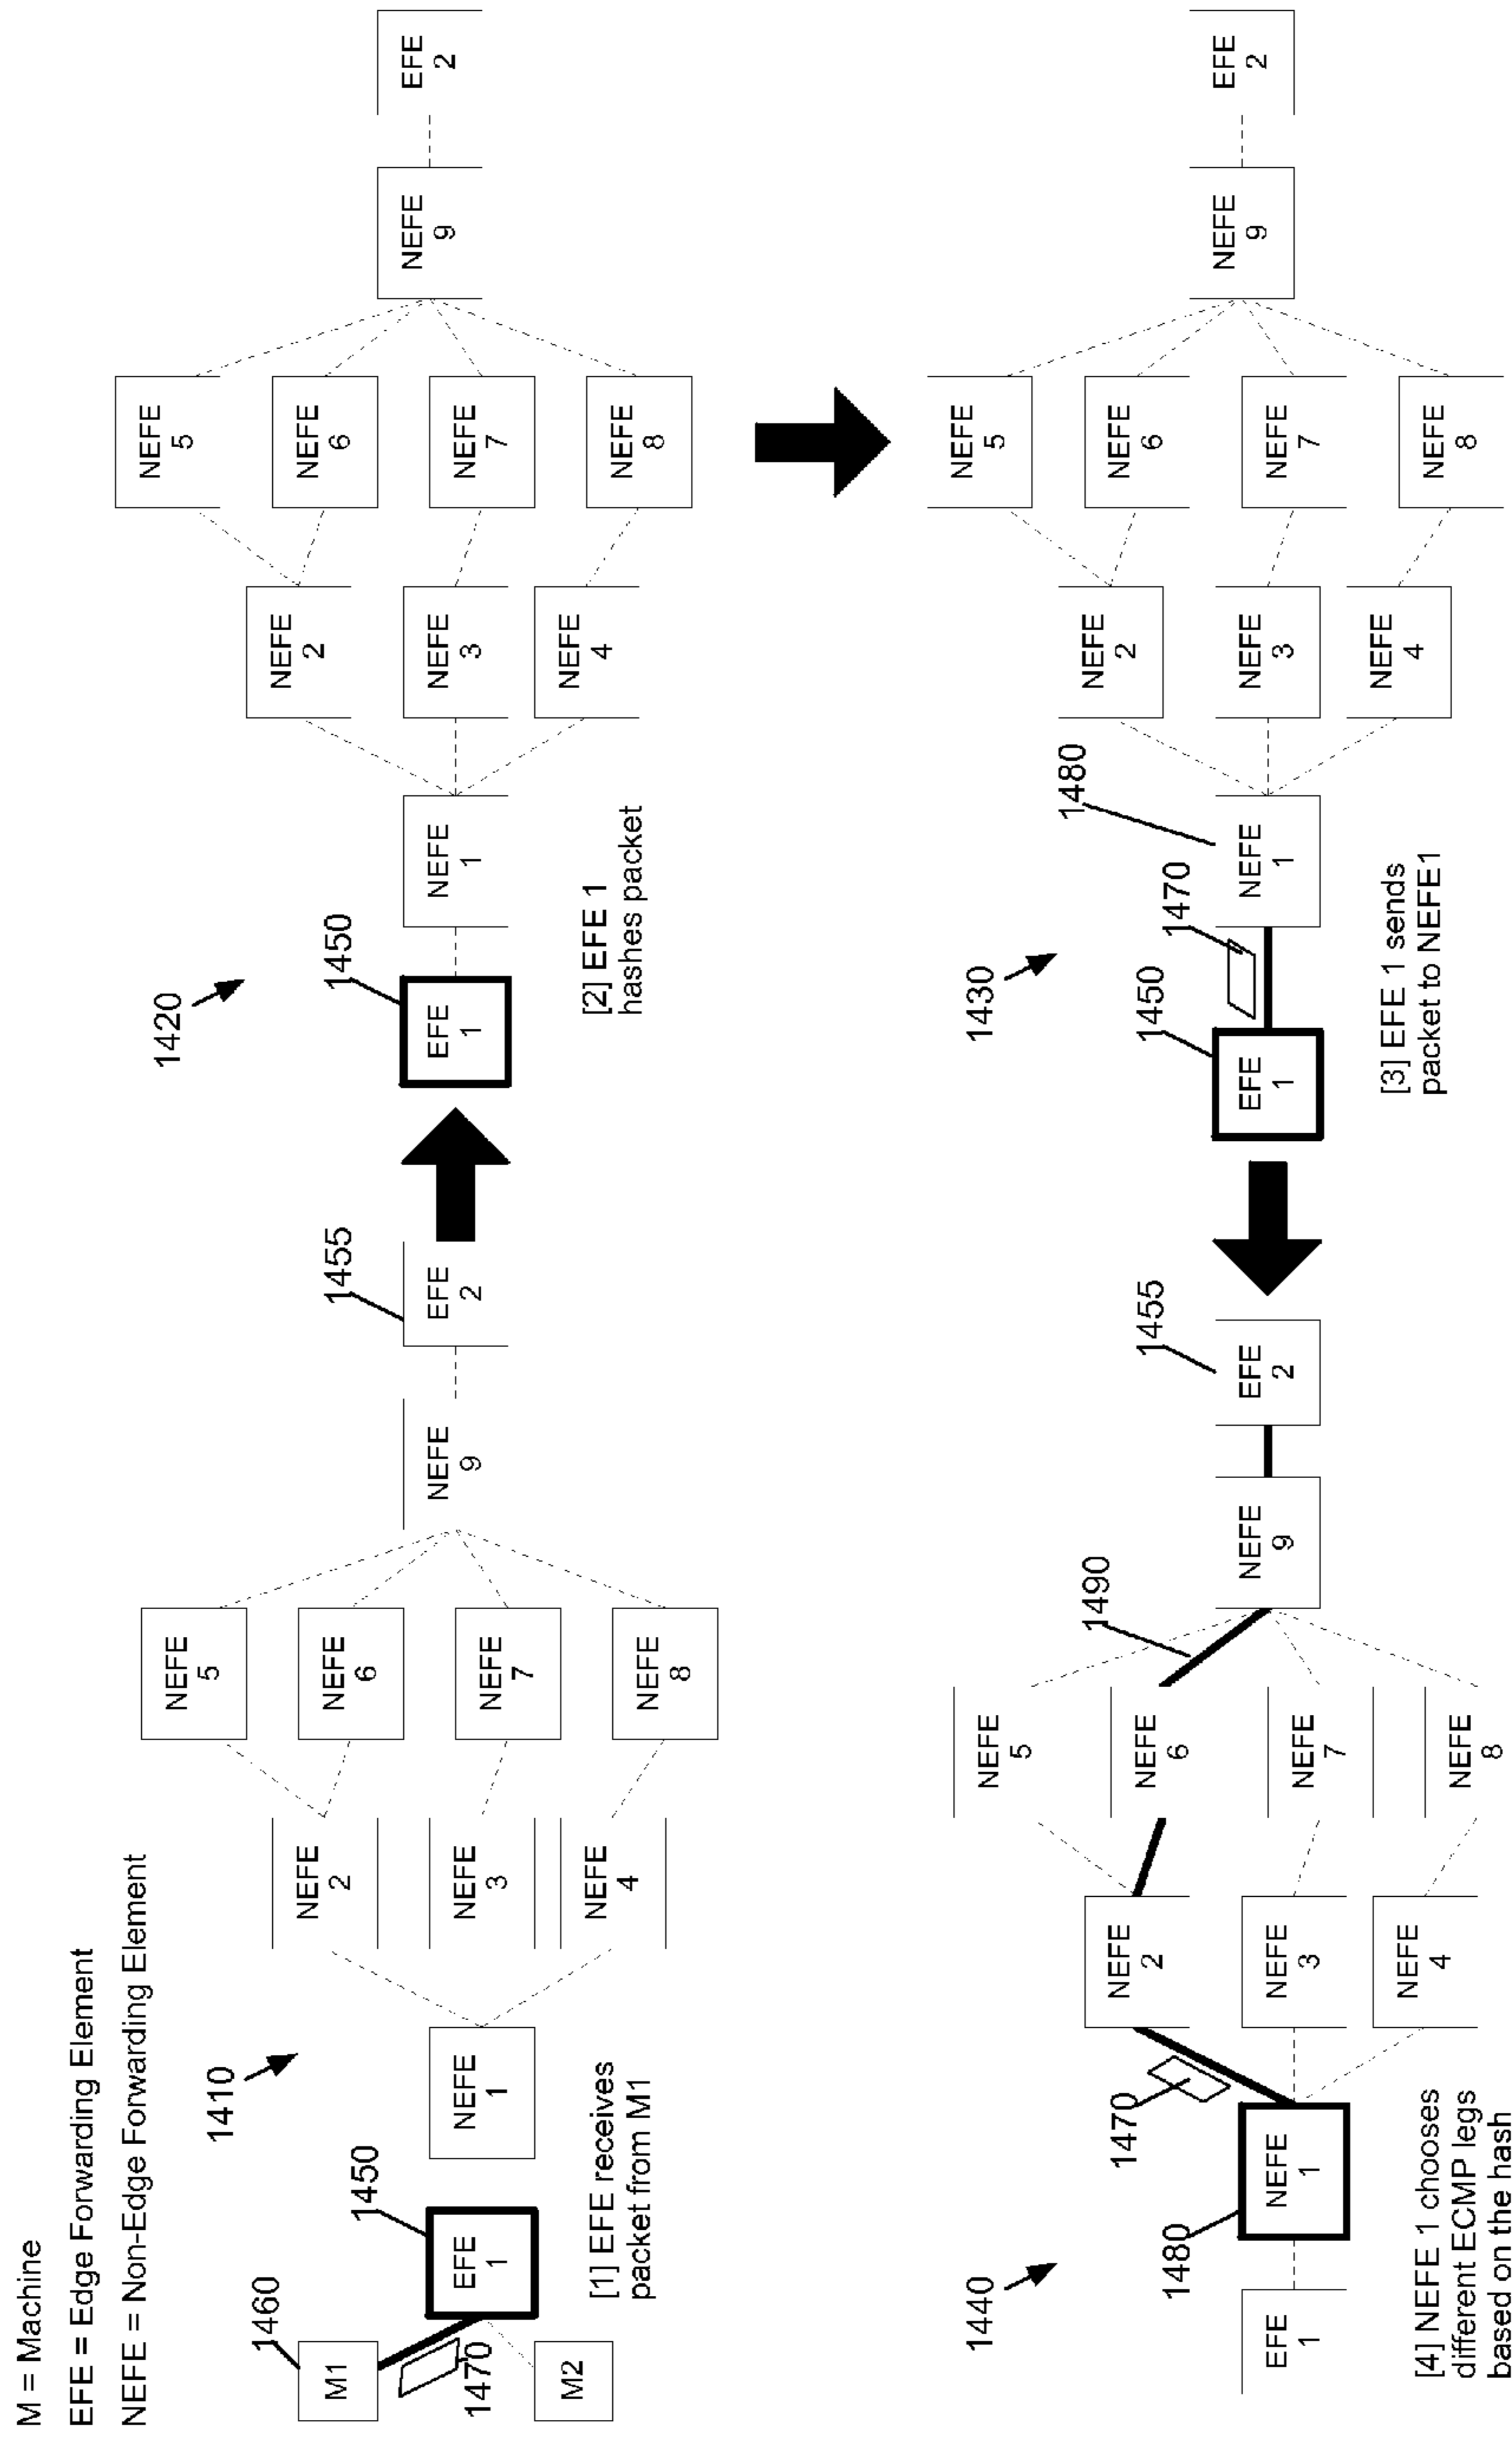 M = Machine
EFE = Edge Forwarding Element
NEFE = Non-Edge Forwarding Element
1410
1460
M1
1470
M2
1450
EFE
1
NEFE
1
NEFE
2
NEFE
3
NEFE
4
NEFE
5
NEFE
6
NEFE
7
NEFE
8
NEFE
9
1455
EFE
2
[1] EFE receives
packet from M1
1420
1450
EFE
1
NEFE
1
NEFE
2
NEFE
3
NEFE
4
NEFE
5
NEFE
6
NEFE
7
NEFE
8
NEFE
9
EFE
2
[2] EFE 1
hashes packet
1430
1450
EFE
1
1470
1480
NEFE
1
NEFE
2
NEFE
3
NEFE
4
NEFE
5
NEFE
6
NEFE
7
NEFE
8
NEFE
9
EFE
2
[3] EFE 1 sends
packet to NEFE1
1440
EFE
1
1480
NEFE
1
1470
NEFE
2
NEFE
3
NEFE
4
NEFE
5
NEFE
6
NEFE
7
NEFE
8
1490
NEFE
9
1455
EFE
2
[4] NEFE 1 chooses
different ECMP legs
based on the hash